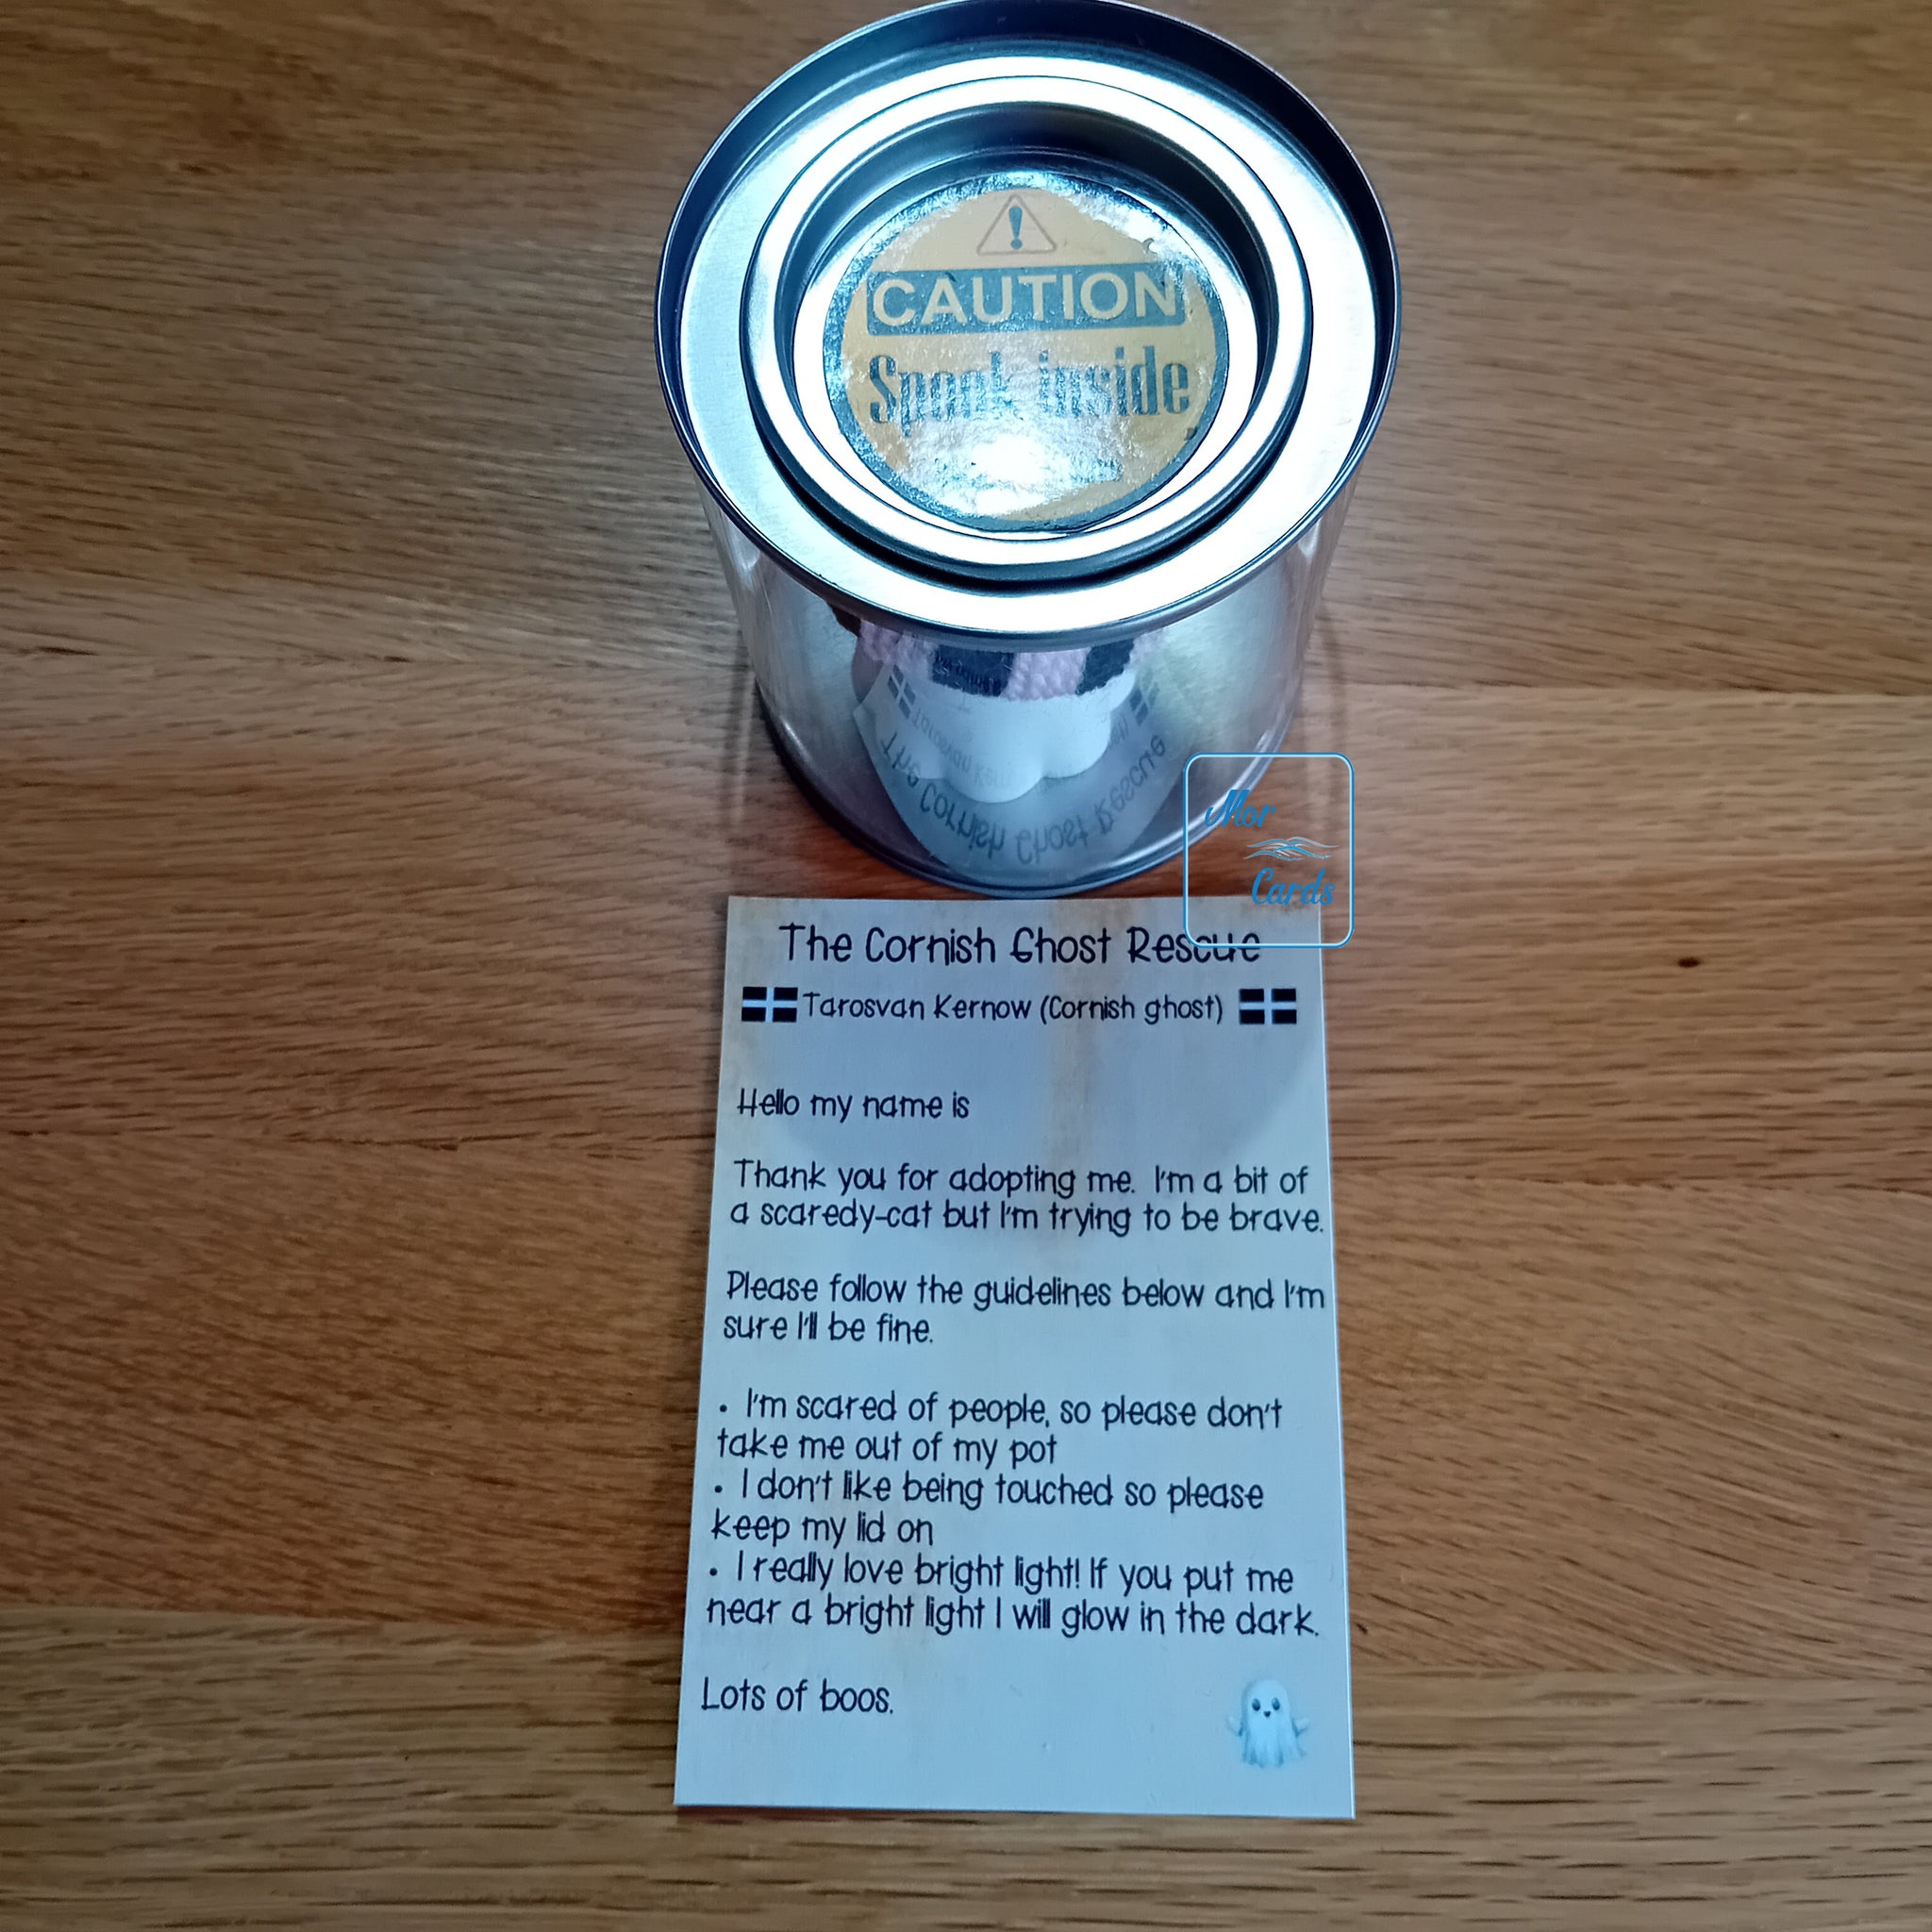 CAUTION
Spook inside
The Cornish Ghost Rescue
Mor
Cards
The Cornish Ghost Rescue
Tarosvan Kernow (Cornish ghost)
Hello my name is
Thank you for adopting me. I'm a bit of
a scaredy-cat but I'm trying to be brave.
Please follow the guidelines below and I'm
sure I'll be fine.
• I'm scared of people, so please don't
take me out of my pot
• I don't like being touched so please
keep my lid on
• I really love bright light! If you put me
near a bright light I will glow in the dark.
Lots of boos.